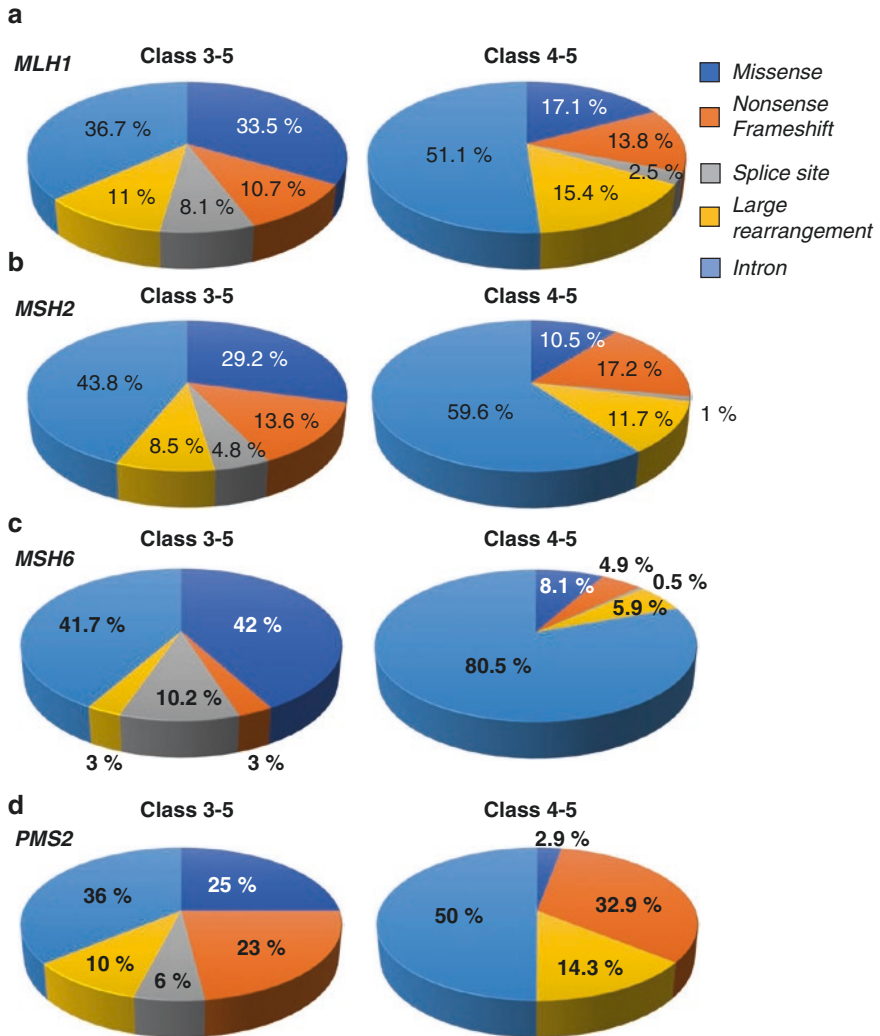 a
MLH1
Class 3-5
Class 4-5
36.7 %
33.5 %
11 %
8.1 %
10.7 %
17.1 %
13.8 %
2.5 %
15.4 %
51.1 %
Missense
Nonsense
Frameshift
Splice site
Large
rearrangement
Intron
b
MSH2
Class 3-5
Class 4-5
43.8 %
29.2 %
13.6 %
8.5 %
4.8 %
10.5 %
17.2 %
59.6 %
11.7 %
1 %
c
MSH6
Class 3-5
Class 4-5
41.7 %
42 %
10.2 %
3 %
3 %
4.9 %
8.1 %
0.5 %
5.9 %
80.5 %
d
PMS2
Class 3-5
Class 4-5
36 %
25 %
23 %
10 %
6 %
2.9 %
50 %
32.9 %
14.3 %